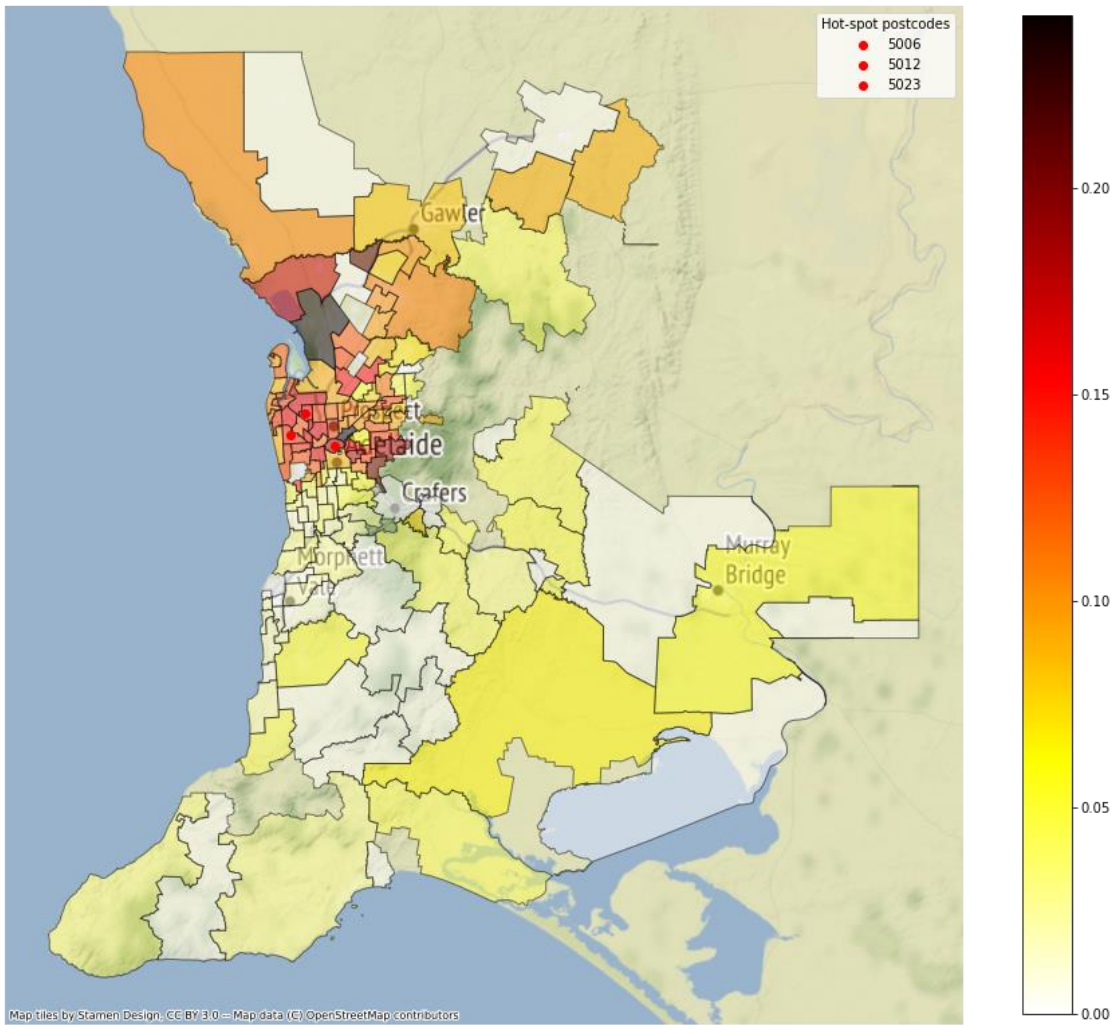 Hot-spot postcodes
5006
5012
5023
0.20
Gawler
0.15
Prospect
Adelaide
Crafers
Morphett
Vale
Murray
Bridge
0.10
0.05
0.00
Map tiles by Stamen Design, CC BY 3.0 -- Map data (C) OpenStreetMap contributors